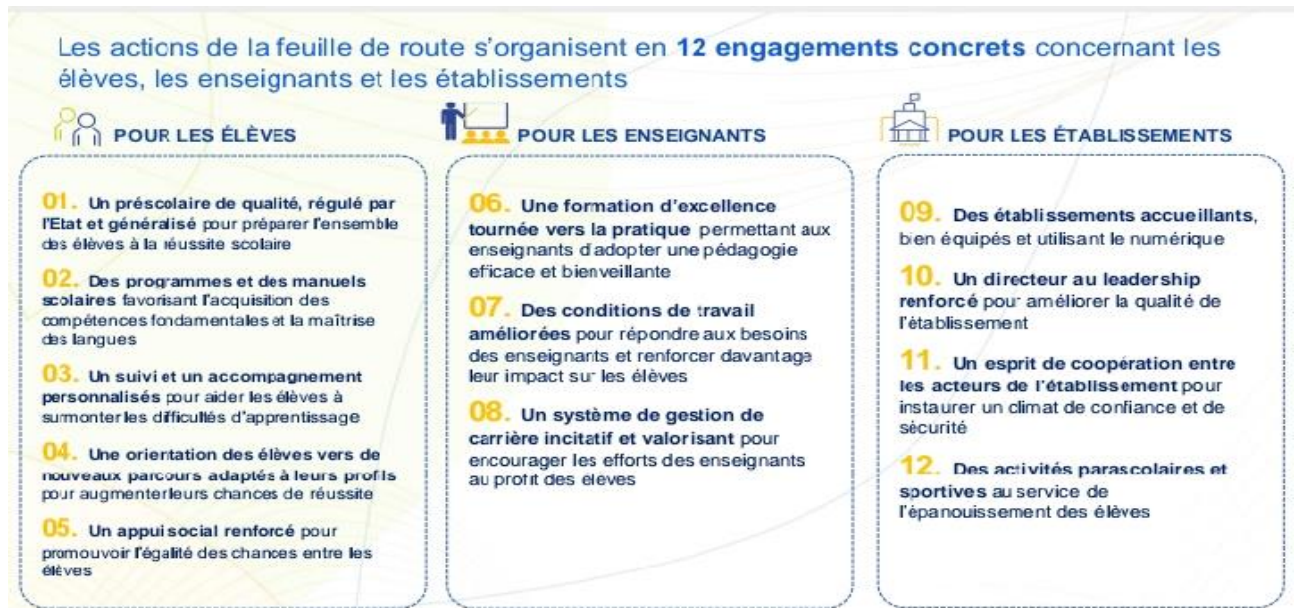 Les actions de la feuille de route s'organisent en 12 engagements concrets concernant les
élèves, les enseignants et les établissements
POUR LES ÉLÈVES
01. Un préscolaire de qualité, régulé par
l'Etat et généralisé pour préparer l'ensemble
des élèves à la réussite scolaire
02. Des programmes et des manuels
scolaires favorisant l'acquisition des
compétences fondamentales et la maîtrise
des langues
03. Un suivi et un accompagnement
personnalisés pour aider les élèves à
surmonter les difficultés d'apprentissage
04. Une orientation des élèves vers de
nouveaux parcours adaptés à leurs profils
pour augmenter leurs chances de réussite
05. Un appui social renforcé pour
promouvoir l'égalité des chances entre les
élèves
POUR LES ENSEIGNANTS
06. Une formation d'excellence
tournée vers la pratique permettant aux
enseignants d'adopter une pédagogie
efficace et bienveillante
07. Des conditions de travail
améliorées pour répondre aux besoins
des enseignants et renforcer davantage
leur impact sur les élèves
08. Un système de gestion de
carrière incitatif et valorisant pour
encourager les efforts des enseignants
au profit des élèves
POUR LES ÉTABLISSEMENTS
09. Des établissements accueillants,
bien équipés et utilisant le numérique
10. Un directeur au leadership
renforcé pour améliorer la qualité de
l'établissement
11. Un esprit de coopération entre
les acteurs de l'établissement pour
instaurer un climat de confiance et de
sécurité
12. Des activités parascolaires et
sportives au service de
l'épanouissement des élèves